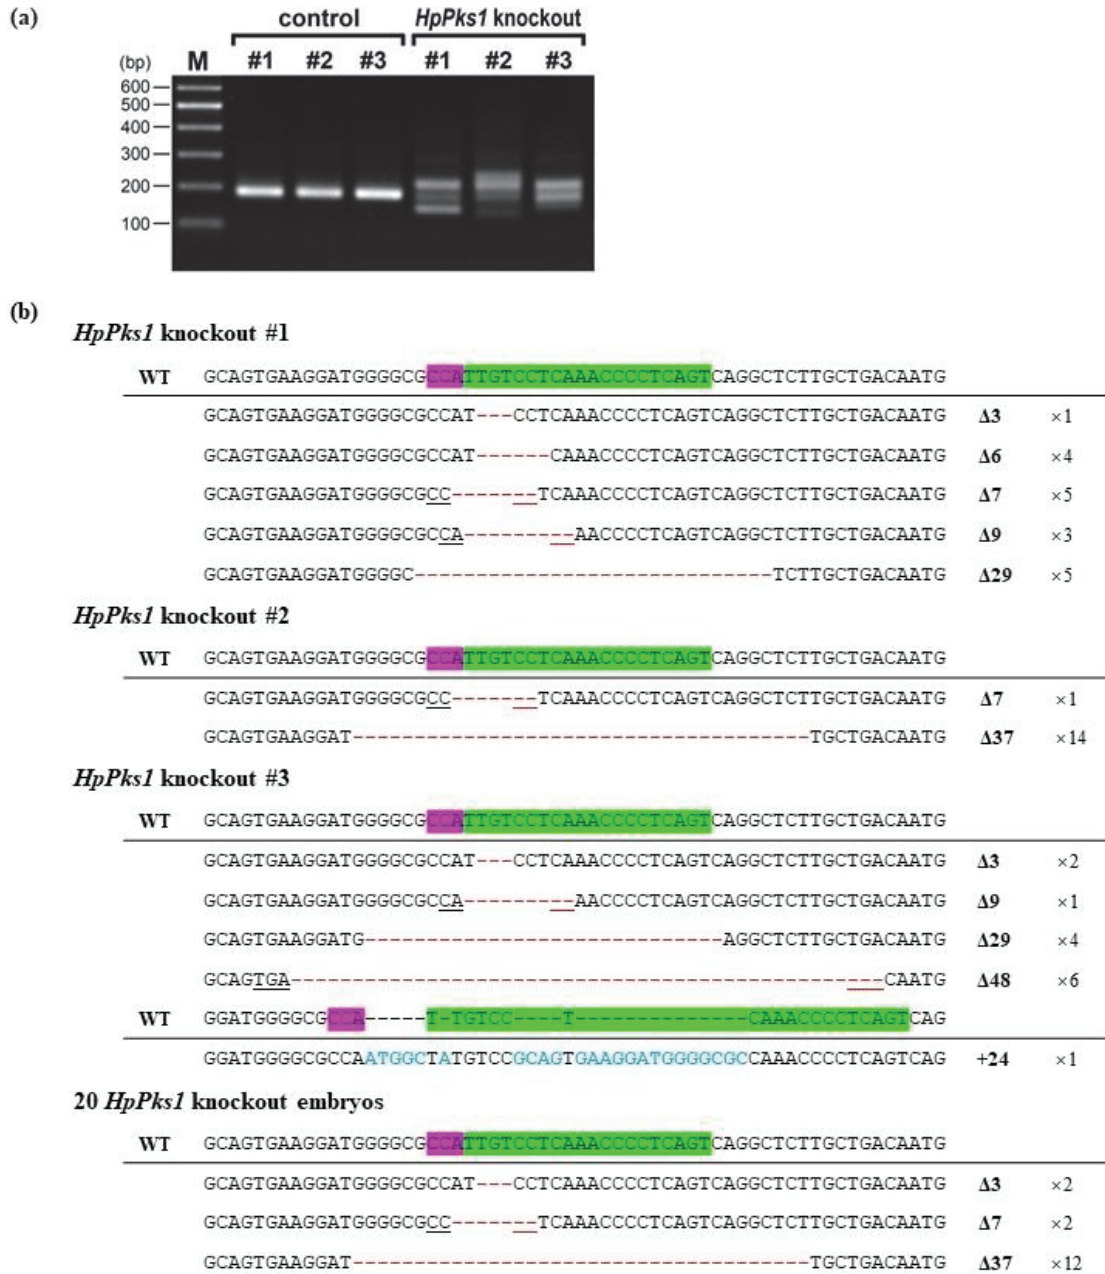 (a)
control HpPks1 knockout
(bp) M #1 #2 #3 #1 #2 #3
600
500
400
300
200
100
(b)
HpPks1 knockout #1
WT GCAGTGAAGGATGGGGCGCCATTGTCCTCAAACCCCTCAGTCAGGCTCTTGCTGACAATG
GCAGTGAAGGATGGGGCGCCAT---CCTCAAACCCCTCAGTCAGGCTCTTGCTGACAATG Δ3 ×1
GCAGTGAAGGATGGGGCGCCAT------CAAACCCCTCAGTCAGGCTCTTGCTGACAATG Δ6 ×4
GCAGTGAAGGATGGGGCGCC-------TCAAACCCCTCAGTCAGGCTCTTGCTGACAATG Δ7 ×5
GCAGTGAAGGATGGGGCGCCA---------AACCCCTCAGTCAGGCTCTTGCTGACAATG Δ9 ×3
GCAGTGAAGGATGGGGC-----------------------------TCTTGCTGACAATG Δ29 ×5
HpPks1 knockout #2
WT GCAGTGAAGGATGGGGCGCCATTGTCCTCAAACCCCTCAGTCAGGCTCTTGCTGACAATG
GCAGTGAAGGATGGGGCGCC-------TCAAACCCCTCAGTCAGGCTCTTGCTGACAATG Δ7 ×1
GCAGTGAAGGAT-------------------------------------TGCTGACAATG Δ37 ×14
HpPks1 knockout #3
WT GCAGTGAAGGATGGGGCGCCATTGTCCTCAAACCCCTCAGTCAGGCTCTTGCTGACAATG
GCAGTGAAGGATGGGGCGCCAT---CCTCAAACCCCTCAGTCAGGCTCTTGCTGACAATG Δ3 ×2
GCAGTGAAGGATGGGGCGCCA---------AACCCCTCAGTCAGGCTCTTGCTGACAATG Δ9 ×1
GCAGTGAAGGATG-----------------------------AGGCTCTTGCTGACAATG Δ29 ×4
GCAGTGA------------------------------------------------CAATG Δ48 ×6
WT GGATGGGGCGCCA-----T-TGTCC----T--------------CAAACCCCTCAGTCAG
GGATGGGGCGCCAATGGCTATGTCCGCAGTGAAGGATGGGGCGCCAAACCCCTCAGTCAG +24 ×1
20 HpPks1 knockout embryos
WT GCAGTGAAGGATGGGGCGCCATTGTCCTCAAACCCCTCAGTCAGGCTCTTGCTGACAATG
GCAGTGAAGGATGGGGCGCCAT---CCTCAAACCCCTCAGTCAGGCTCTTGCTGACAATG Δ3 ×2
GCAGTGAAGGATGGGGCGCC-------TCAAACCCCTCAGTCAGGCTCTTGCTGACAATG Δ7 ×2
GCAGTGAAGGAT-------------------------------------TGCTGACAATG Δ37 ×12